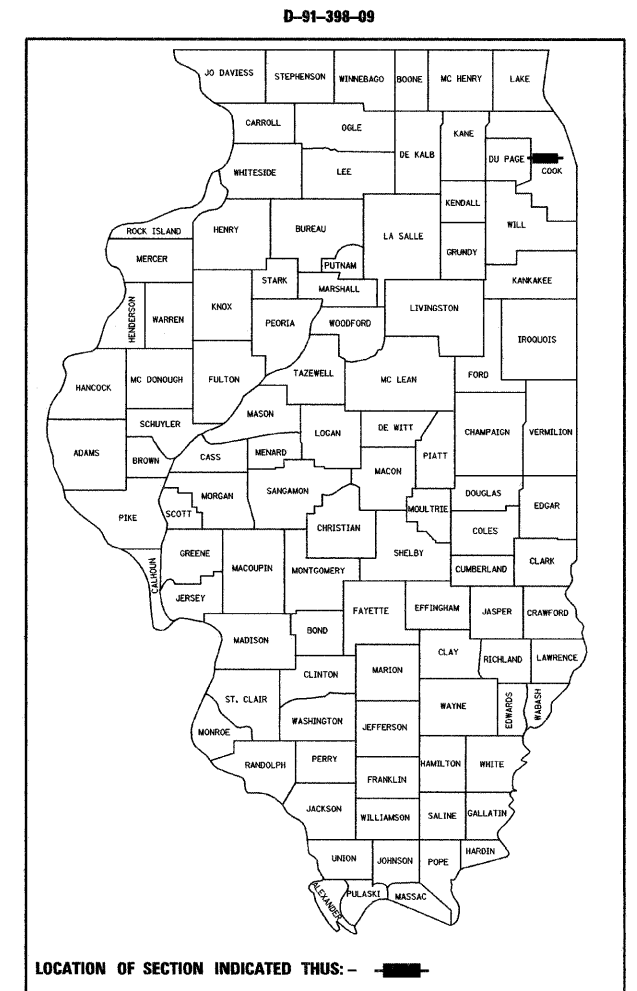 D-91-398-09
JO DAVIESS
STEPHENSON
WINNEBAGO
BOONE
MC HENRY
LAKE
CARROLL
OGLE
DE KALB
KANE
DU PAGE
COOK
WHITESIDE
LEE
KENDALL
WILL
ROCK ISLAND
HENRY
BUREAU
LA SALLE
GRUNDY
MERCER
PUTNAM
STARK
MARSHALL
KANKAKEE
HENDERSON
WARREN
KNOX
PEORIA
WOODFORD
LIVINGSTON
IROQUOIS
HANCOCK
MC DONOUGH
FULTON
TAZEWELL
MC LEAN
FORD
MASON
SCHUYLER
LOGAN
DE WITT
CHAMPAIGN
VERMILION
ADAMS
BROWN
CASS
MENARD
PIATT
MACON
MORGAN
SANGAMON
DOUGLAS
EDGAR
PIKE
SCOTT
CHRISTIAN
MOULTRIE
COLES
GREENE
MACOUPIN
MONTGOMERY
SHELBY
CUMBERLAND
CLARK
CALHOUN
JERSEY
FAYETTE
EFFINGHAM
JASPER
CRAWFORD
MADISON
BOND
CLAY
RICHLAND
LAWRENCE
CLINTON
MARION
ST. CLAIR
WAYNE
EDWARDS
WABASH
MONROE
WASHINGTON
JEFFERSON
RANDOLPH
PERRY
HAMILTON
WHITE
FRANKLIN
JACKSON
WILLIAMSON
SALINE
GALLATIN
UNION
JOHNSON
POPE
HARDIN
ALEXANDER
PULASKI
MASSAC
LOCATION OF SECTION INDICATED THUS: -